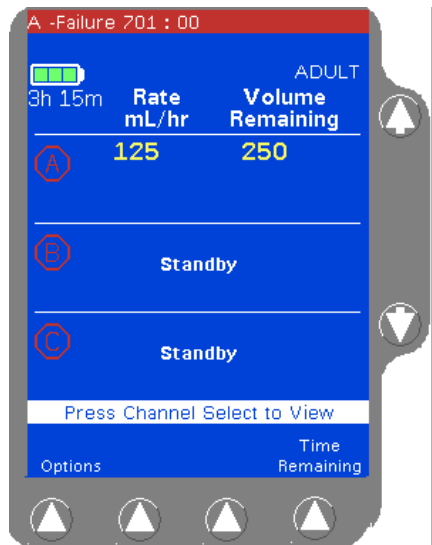 A -Failure 701 : 00
ADULT
3h 15m Rate Volume
mL/hr Remaining
A 125 250
B Standby
C Standby
Press Channel Select to View
Time
Options Remaining